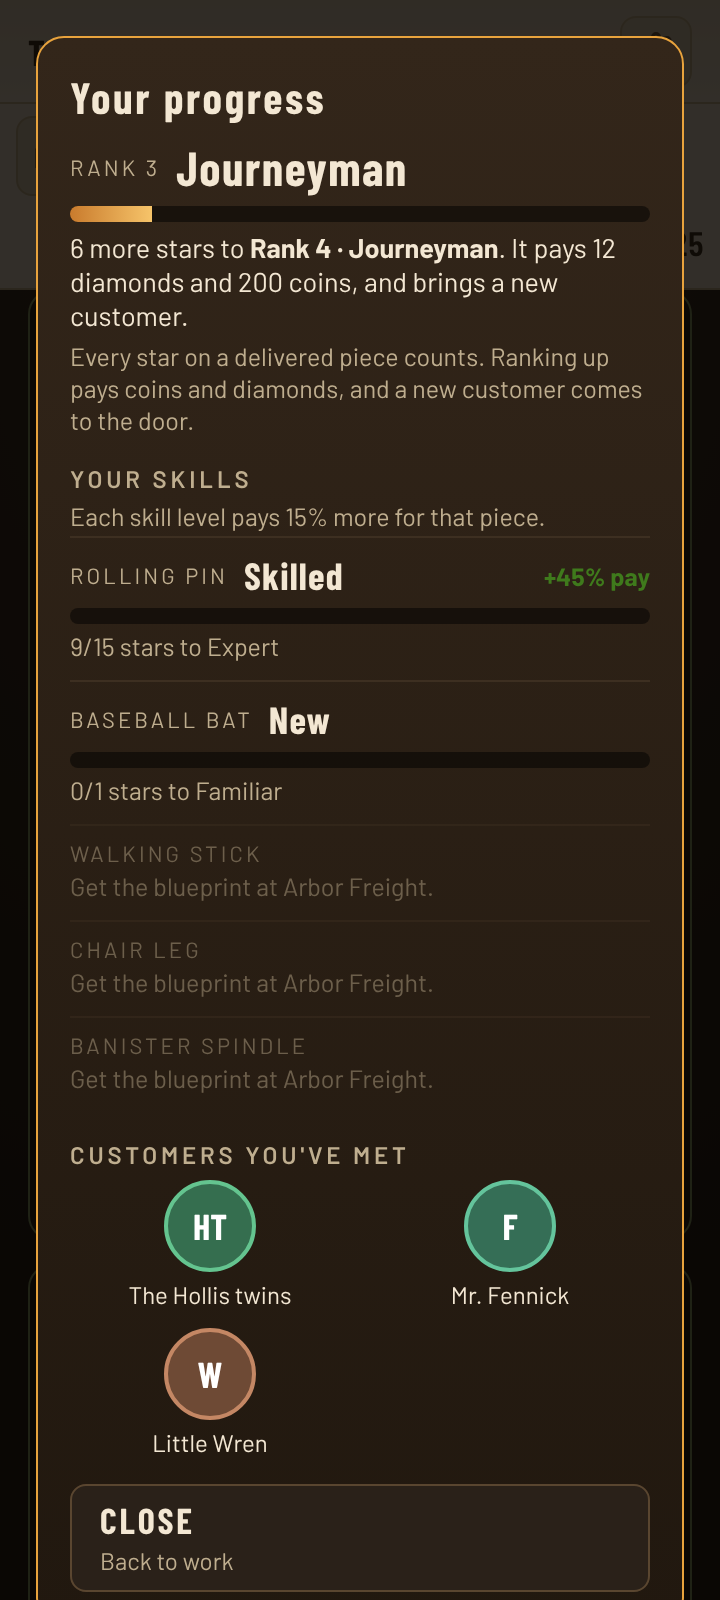 Your progress
RANK 3 Journeyman
6 more stars to Rank 4 · Journeyman. It pays 12
diamonds and 200 coins, and brings a new
customer.
Every star on a delivered piece counts. Ranking up
pays coins and diamonds, and a new customer comes
to the door.
YOUR SKILLS
Each skill level pays 15% more for that piece.
ROLLING PIN Skilled +45% pay
9/15 stars to Expert
BASEBALL BAT New
0/1 stars to Familiar
WALKING STICK
Get the blueprint at Arbor Freight.
CHAIR LEG
Get the blueprint at Arbor Freight.
BANISTER SPINDLE
Get the blueprint at Arbor Freight.
CUSTOMERS YOU'VE MET
HT F
The Hollis twins Mr. Fennick
W
Little Wren
CLOSE
Back to work